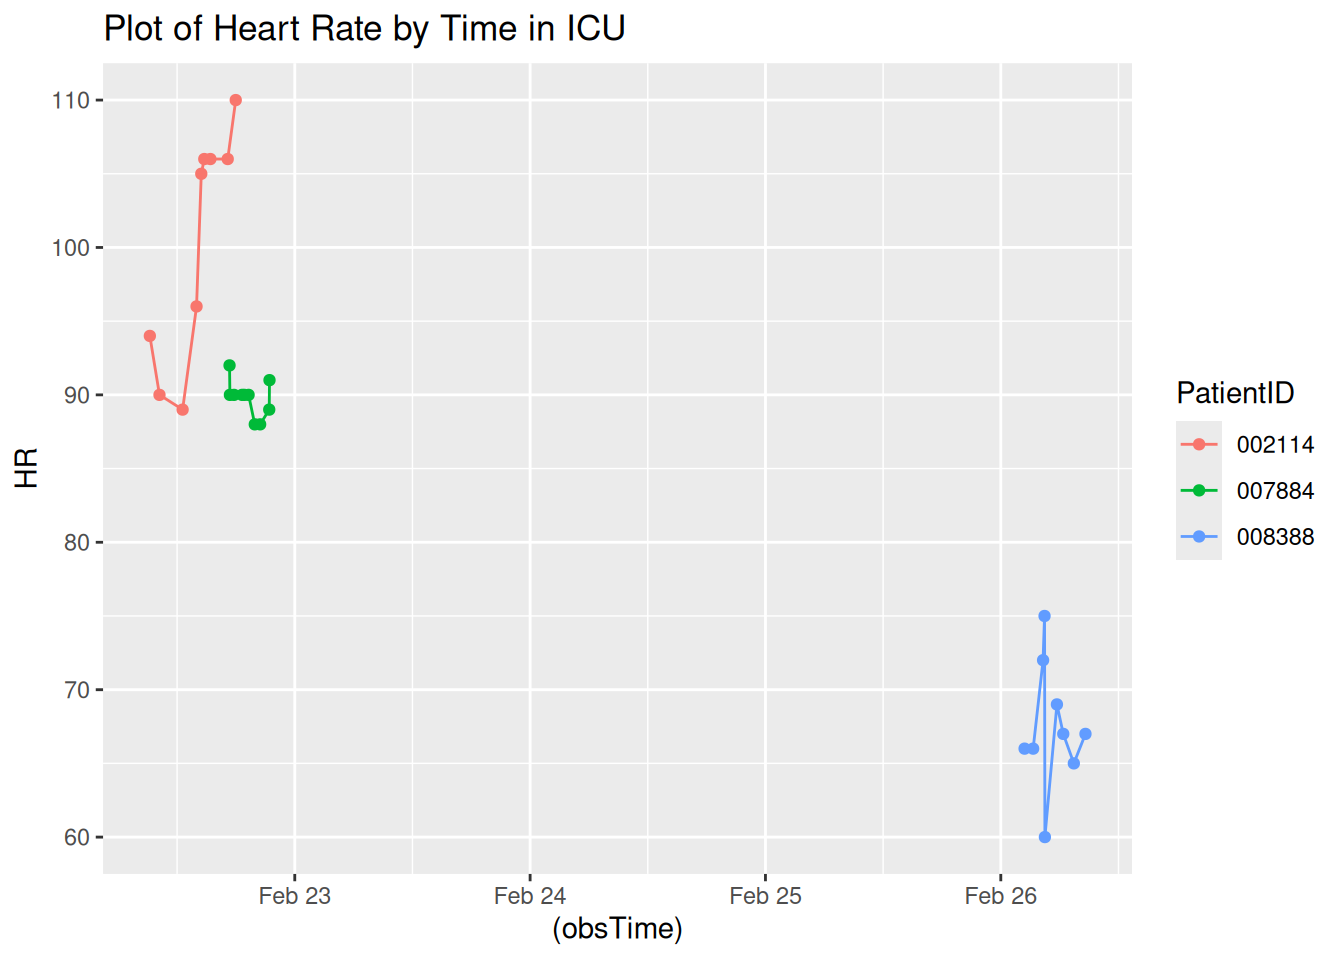 Plot of Heart Rate by Time in ICU
110
100
90
80
70
60
HR
Feb 23
Feb 24
Feb 25
Feb 26
(obsTime)
PatientID
002114
007884
008388